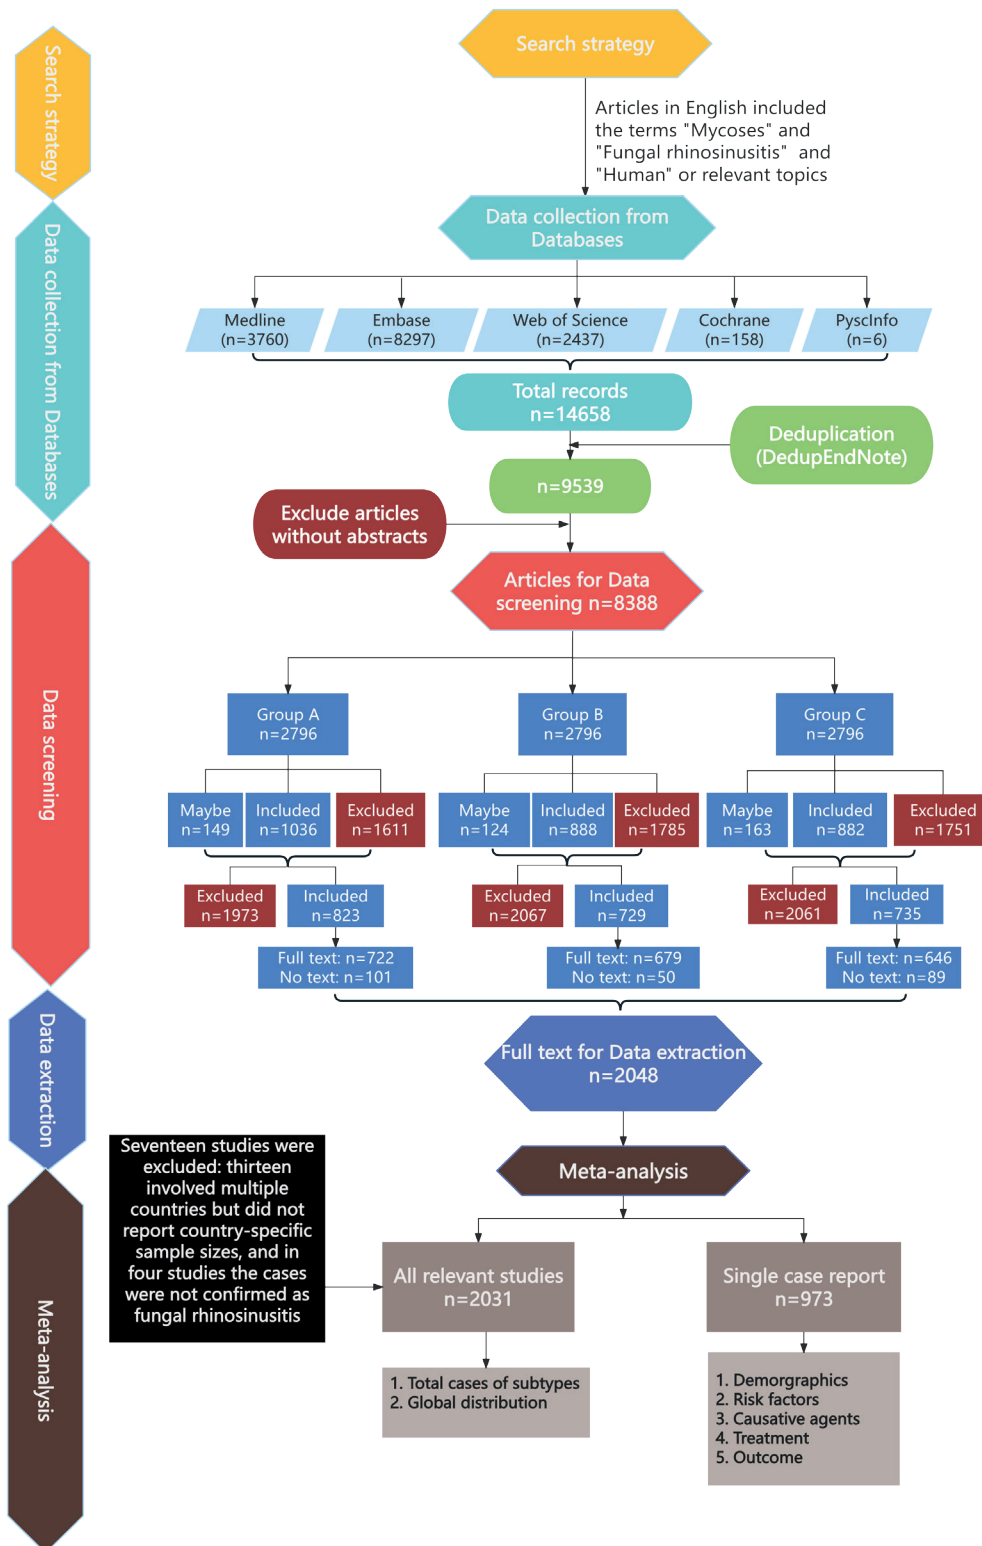 Search strategy
Search strategy
Articles in English included
the terms "Mycoses" and
"Fungal rhinosinusitis" and
"Human" or relevant topics
Data collection from Databases
Data collection from
Databases
Medline
(n=3760)
Embase
(n=8297)
Web of Science
(n=2437)
Cochrane
(n=158)
PyscInfo
(n=6)
Total records
n=14658
Deduplication
(DedupEndNote)
n=9539
Exclude articles
without abstracts
Data screening
Articles for Data
screening n=8388
Group A
n=2796
Group B
n=2796
Group C
n=2796
Maybe
n=149
Included
n=1036
Excluded
n=1611
Maybe
n=124
Included
n=888
Excluded
n=1785
Maybe
n=163
Included
n=882
Excluded
n=1751
Excluded
n=1973
Included
n=823
Excluded
n=2067
Included
n=729
Excluded
n=2061
Included
n=735
Full text: n=722
No text: n=101
Full text: n=679
No text: n=50
Full text: n=646
No text: n=89
Data extraction
Full text for Data extraction
n=2048
Meta-analysis
Meta-analysis
Seventeen studies were
excluded: thirteen
involved multiple
countries but did not
report country-specific
sample sizes, and in
four studies the cases
were not confirmed as
fungal rhinosinusitis
All relevant studies
n=2031
Single case report
n=973
1. Total cases of subtypes
2. Global distribution
1. Demorgraphics
2. Risk factors
3. Causative agents
4. Treatment
5. Outcome